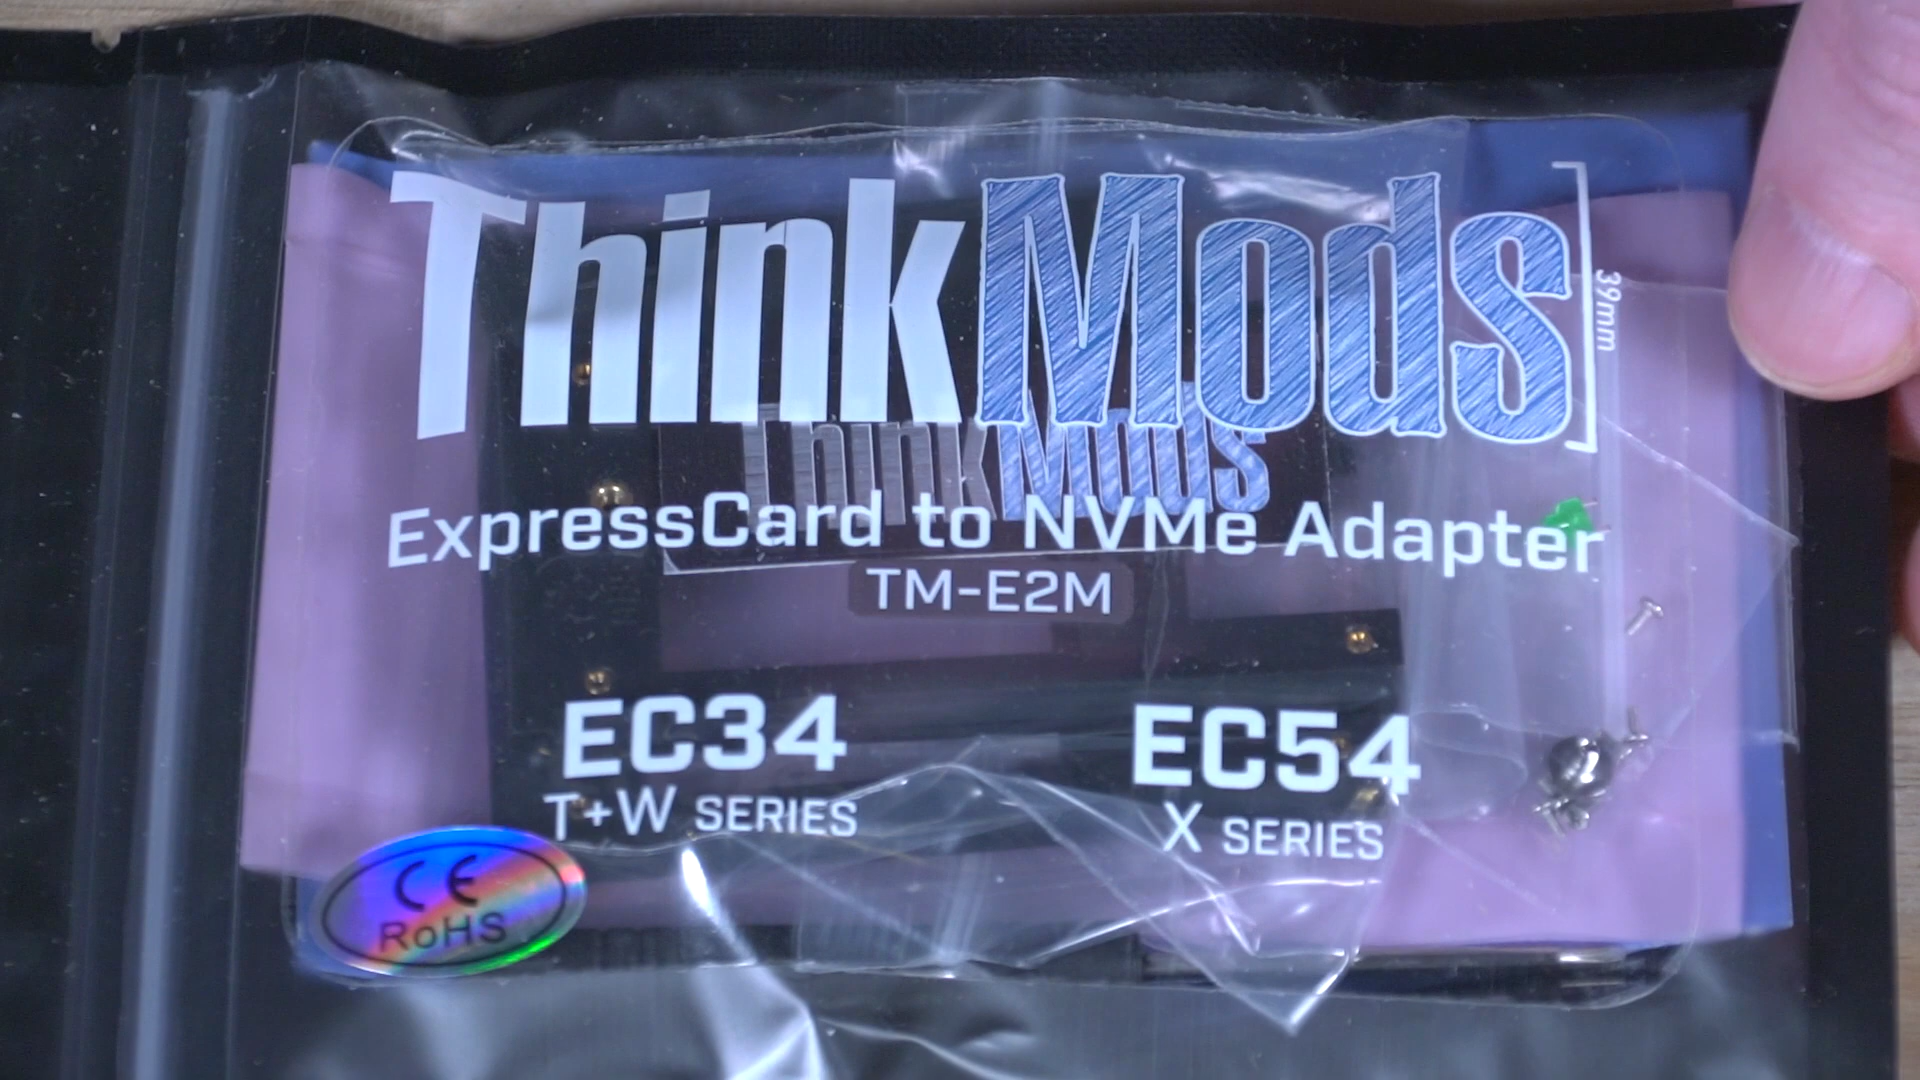 ThinkMods
39mm
ThinkMods
ExpressCard to NVMe Adapter
TM-E2M
EC34
T+W SERIES
EC54
X SERIES
CE
RoHS